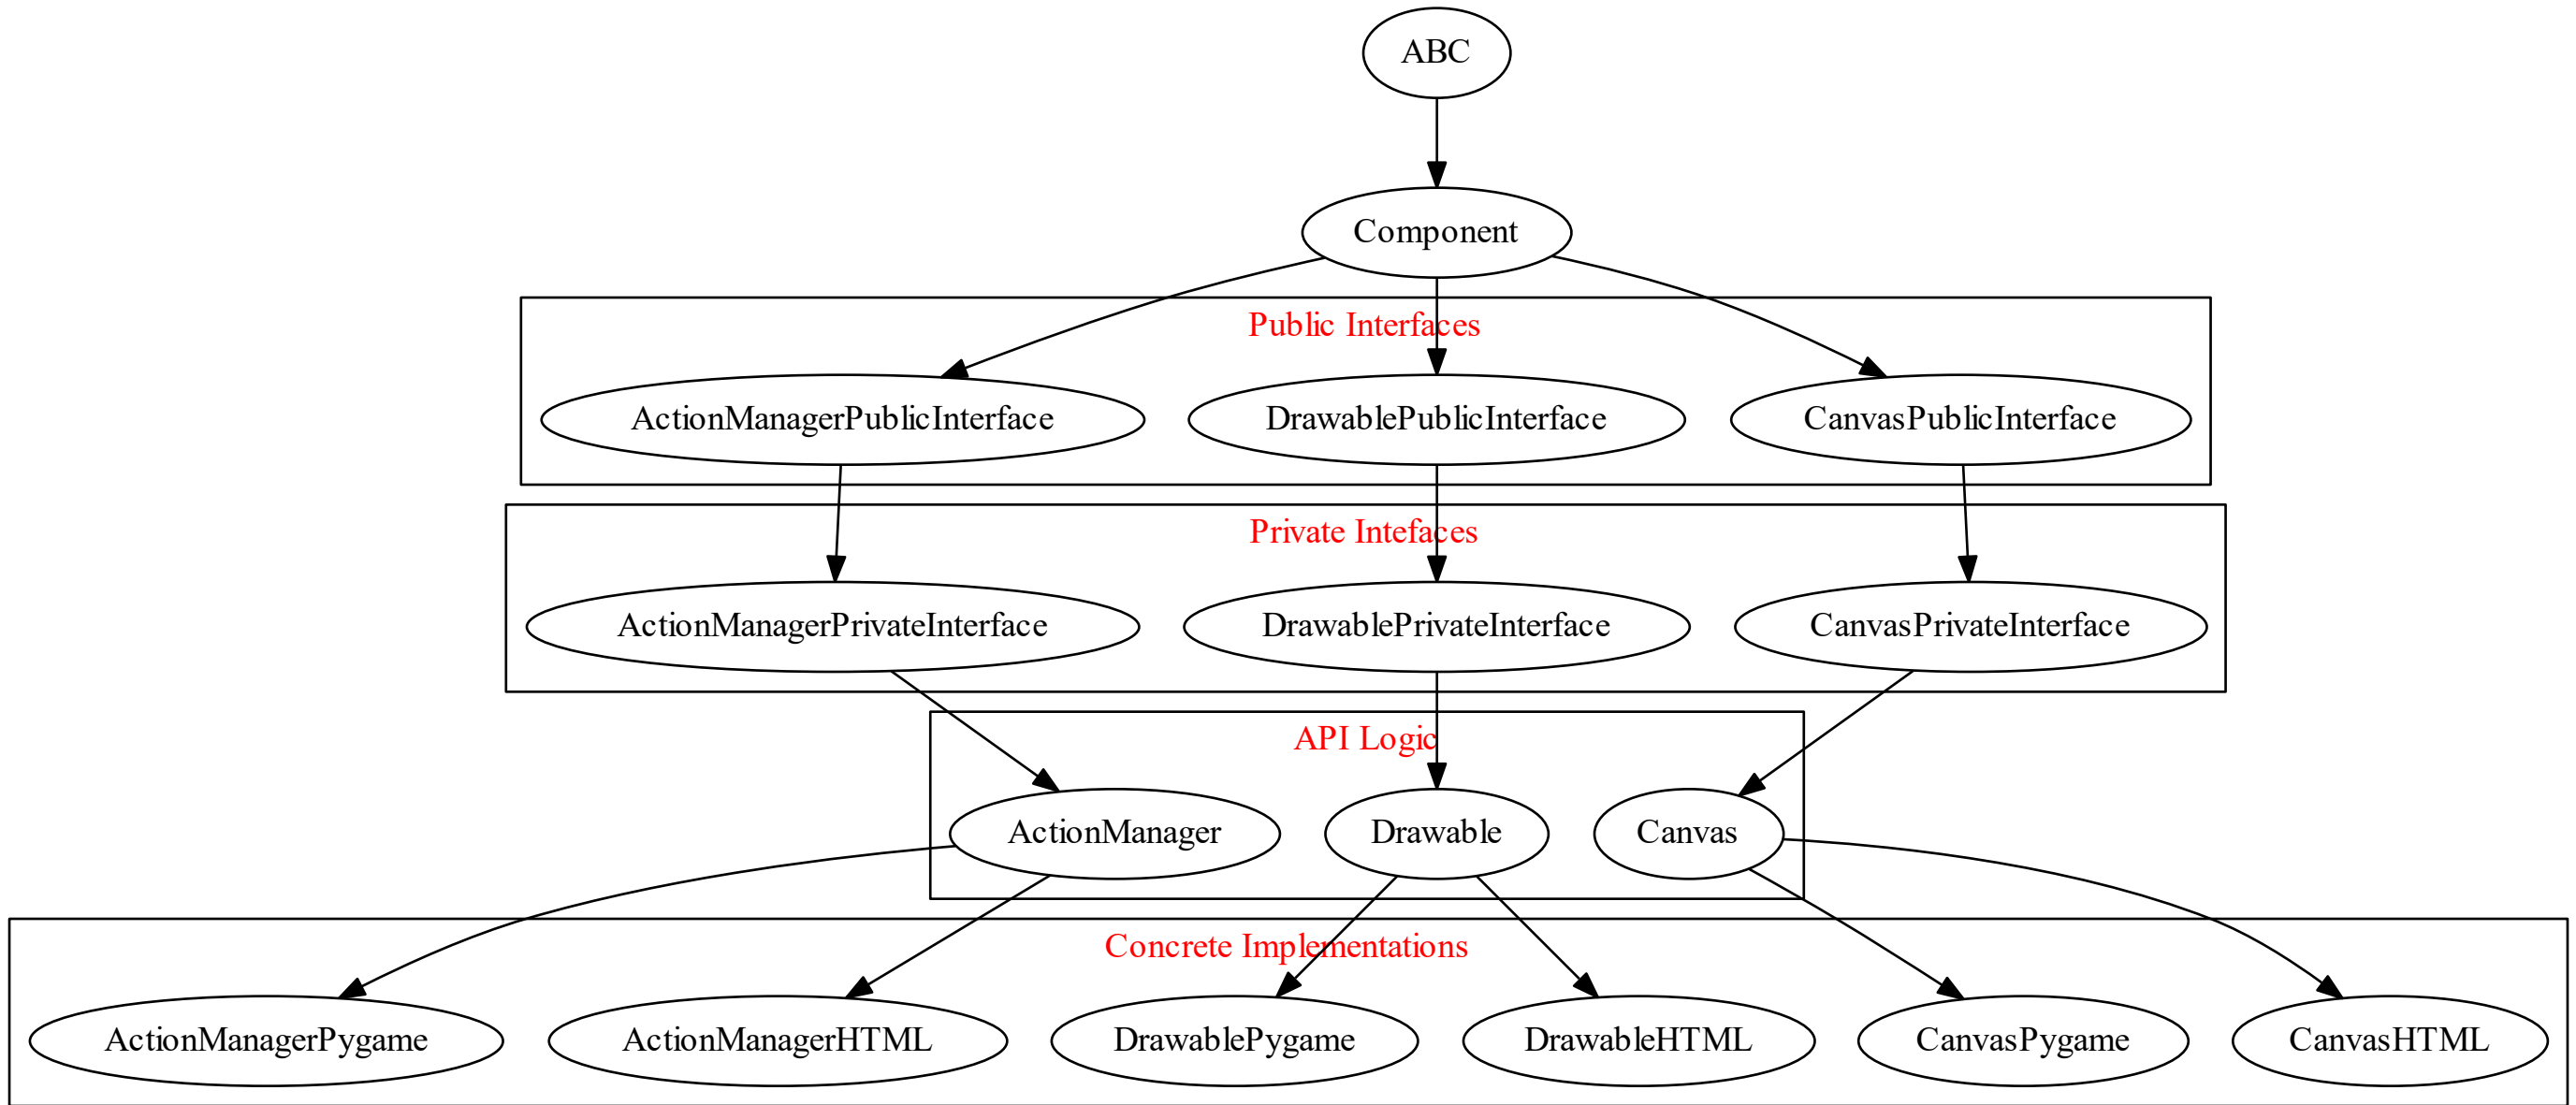 ABC
Component
Public Interfaces
ActionManagerPublicInterface
DrawablePublicInterface
CanvasPublicInterface
Private Intefaces
ActionManagerPrivateInterface
DrawablePrivateInterface
CanvasPrivateInterface
API Logic
ActionManager
Drawable
Canvas
Concrete Implementations
ActionManagerPygame
ActionManagerHTML
DrawablePygame
DrawableHTML
CanvasPygame
CanvasHTML